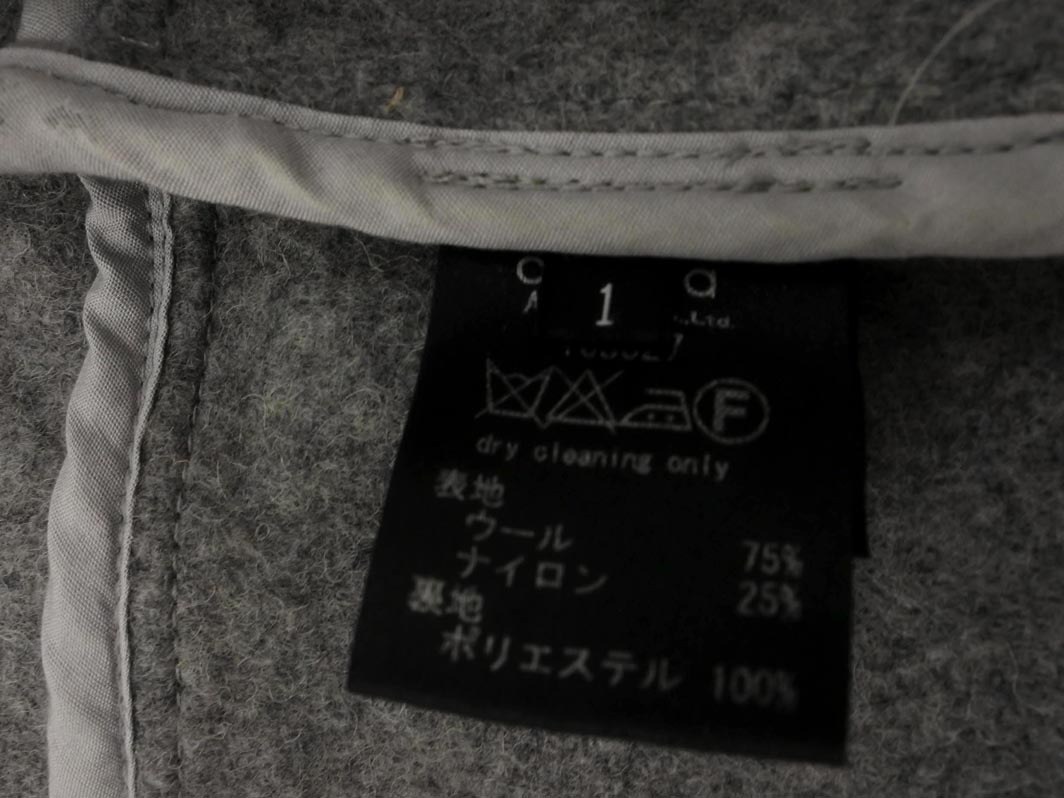 1
Ltd.
F
dry cleaning only
表地
ウール 75%
ナイロン 25%
裏地
ポリエステル 100%